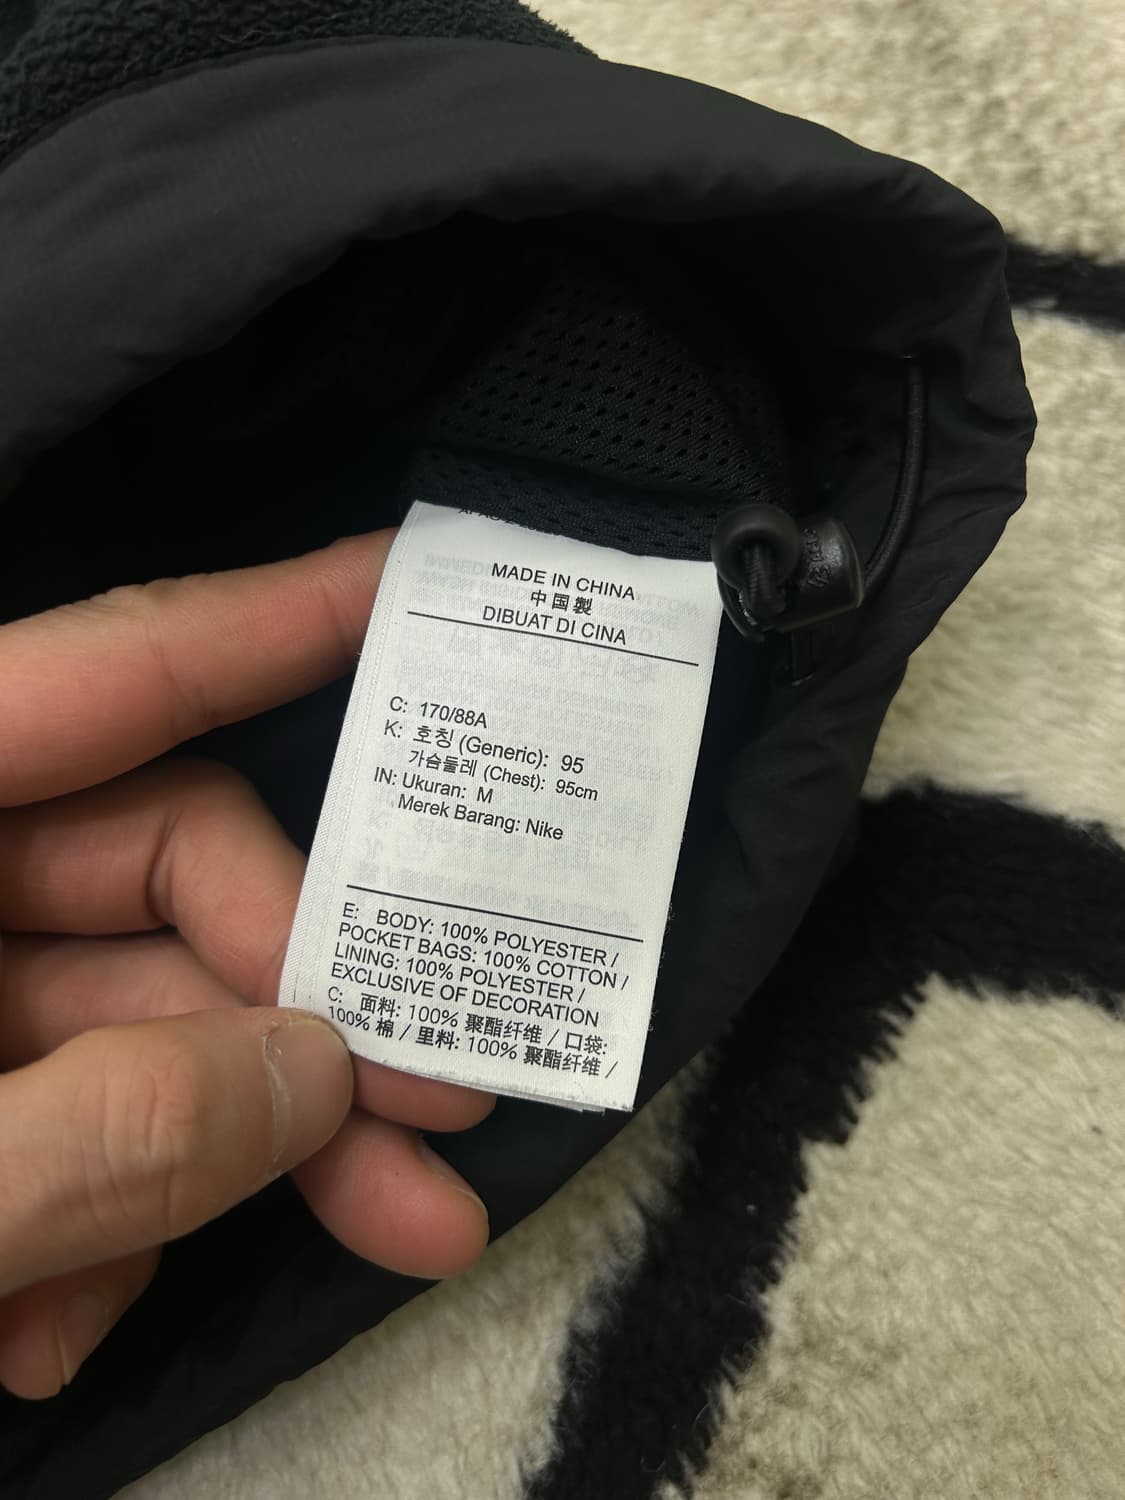 MADE IN CHINA
中国製
DIBUAT DI CINA
C: 170/88A
K: 호칭 (Generic): 95
가슴둘레 (Chest): 95cm
IN: Ukuran: M
Merek Barang: Nike
E: BODY: 100% POLYESTER /
POCKET BAGS: 100% COTTON /
LINING: 100% POLYESTER /
EXCLUSIVE OF DECORATION
C: 面料: 100% 聚酯纤维 / 口袋:
100% 棉 / 里料: 100% 聚酯纤维 /